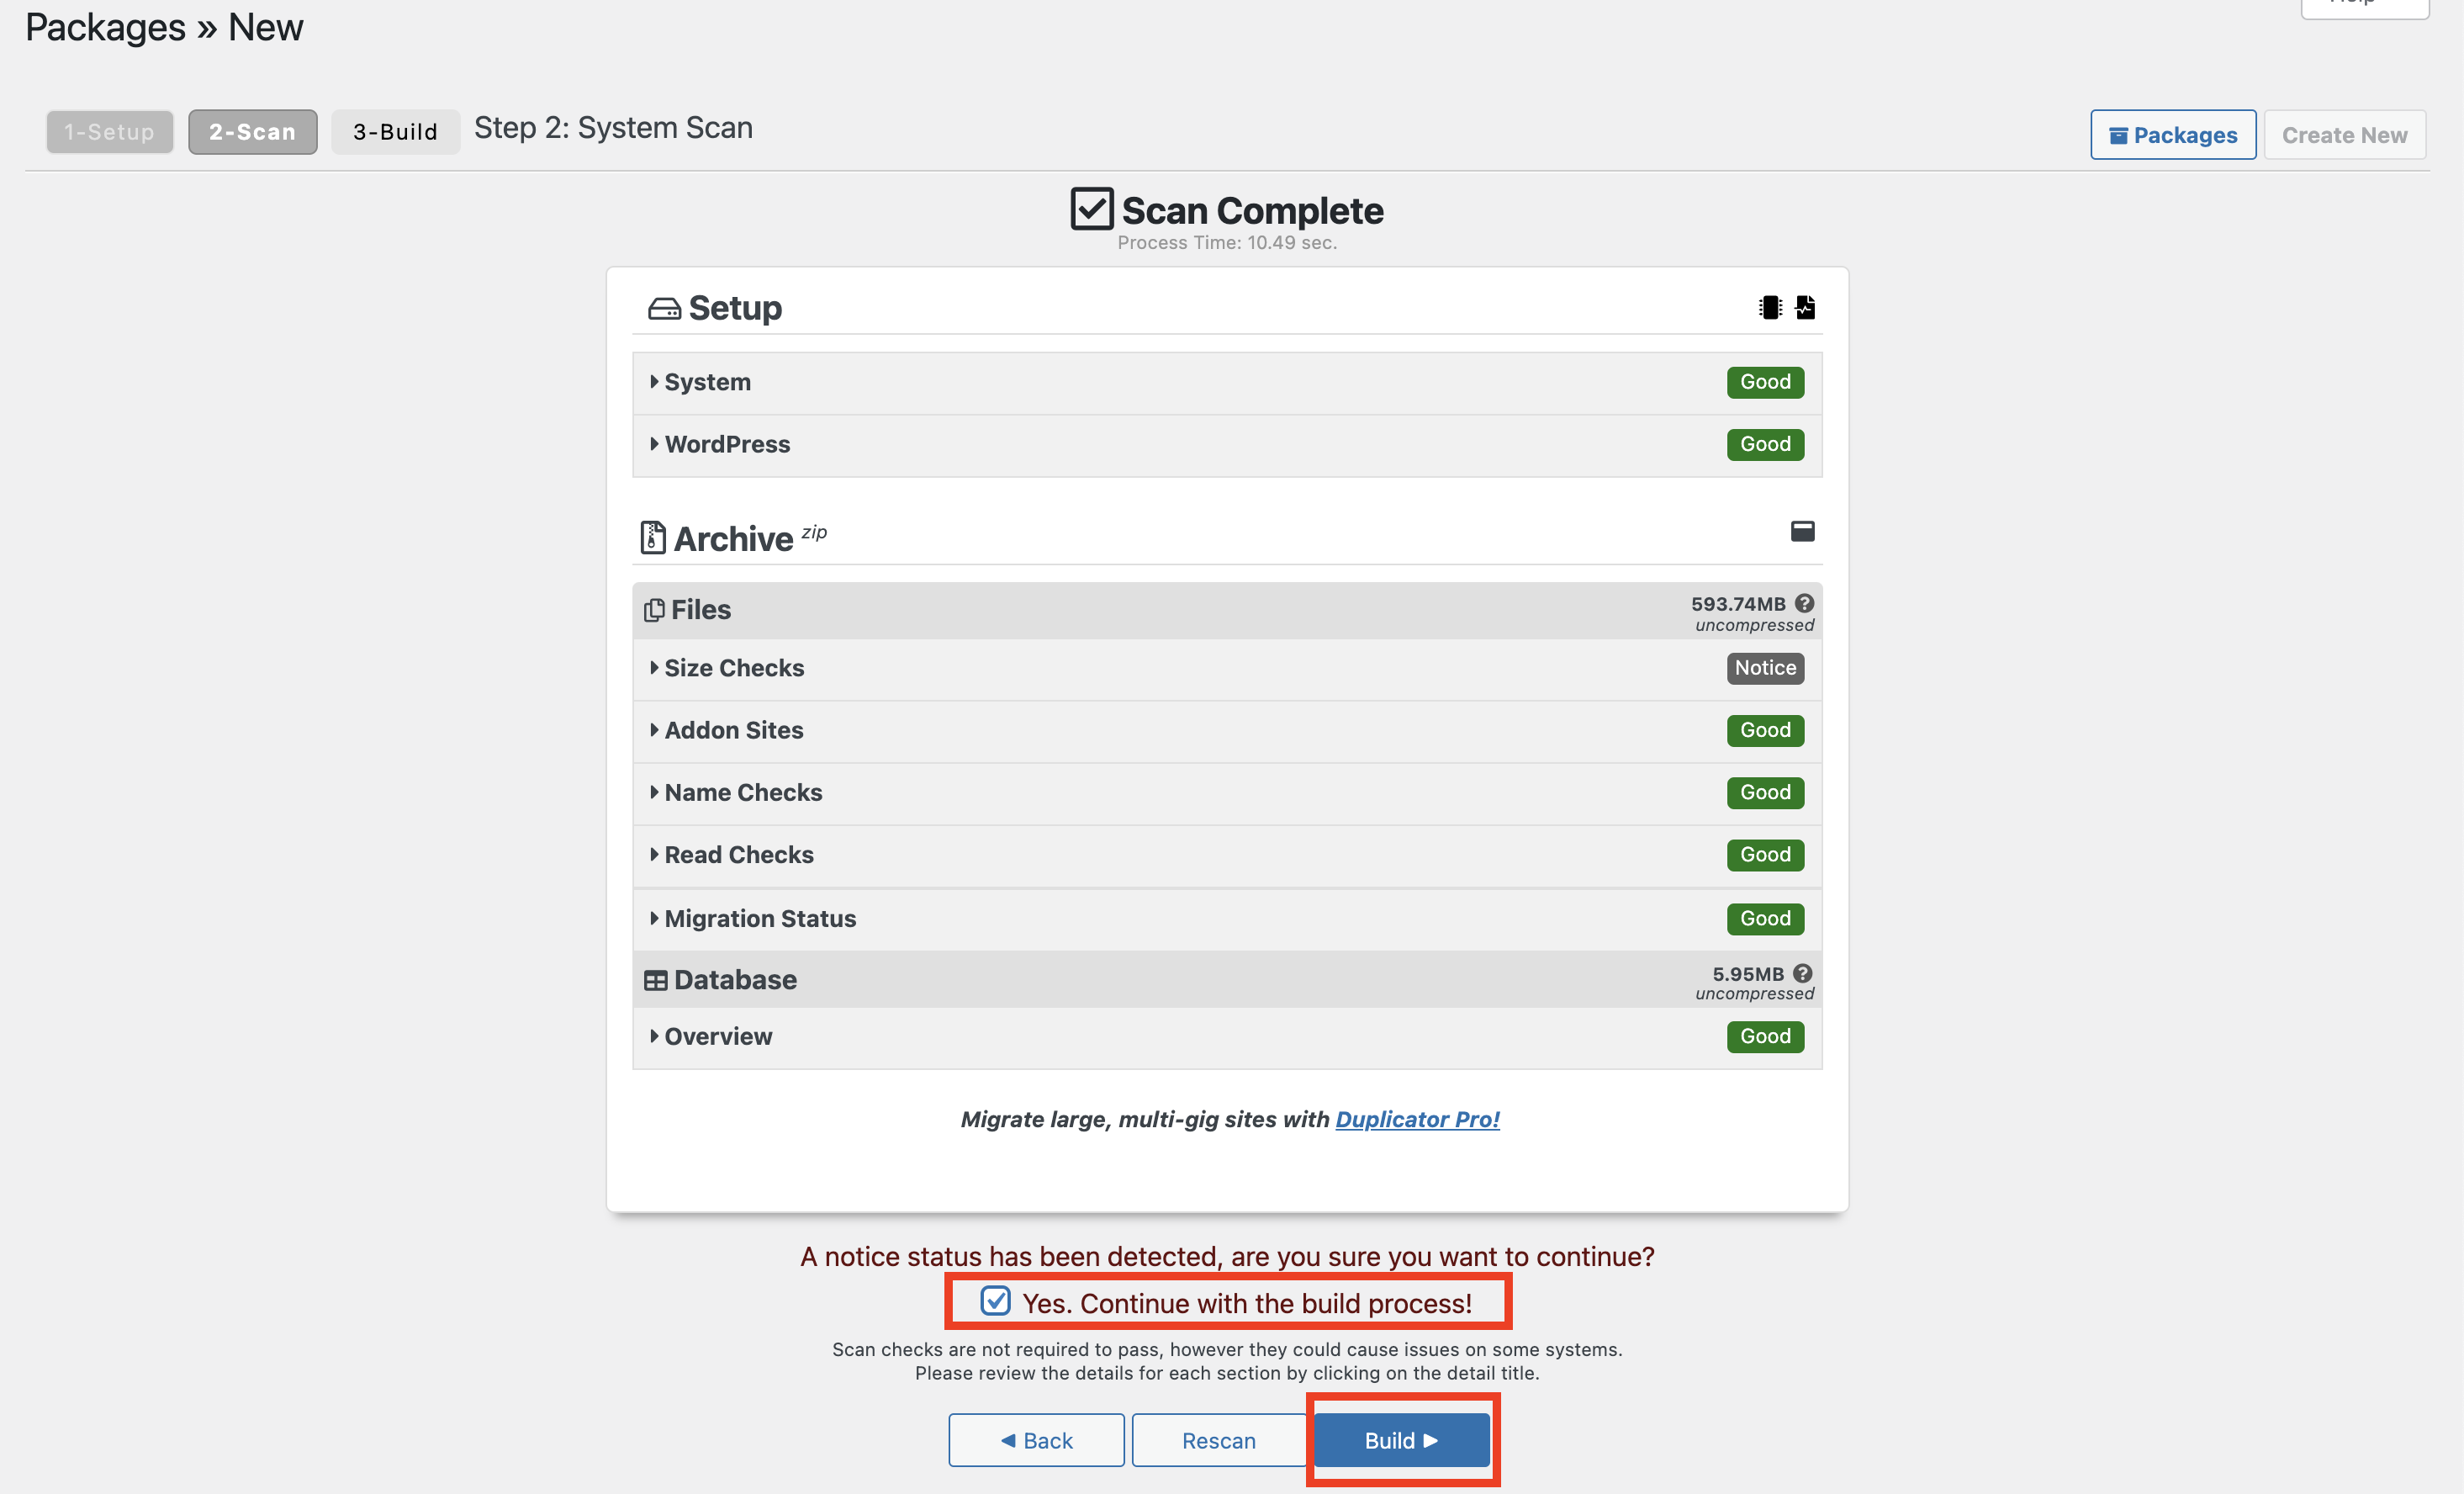 Packages » New
Help
1-Setup 2-Scan 3-Build Step 2: System Scan
Packages Create New
Scan Complete
Process Time: 10.49 sec.
Setup
System Good
WordPress Good
Archive zip
Files 593.74MB
uncompressed
Size Checks Notice
Addon Sites Good
Name Checks Good
Read Checks Good
Migration Status Good
Database 5.95MB
uncompressed
Overview Good
Migrate large, multi-gig sites with Duplicator Pro!
A notice status has been detected, are you sure you want to continue?
Yes. Continue with the build process!
Scan checks are not required to pass, however they could cause issues on some systems.
Please review the details for each section by clicking on the detail title.
Back Rescan Build